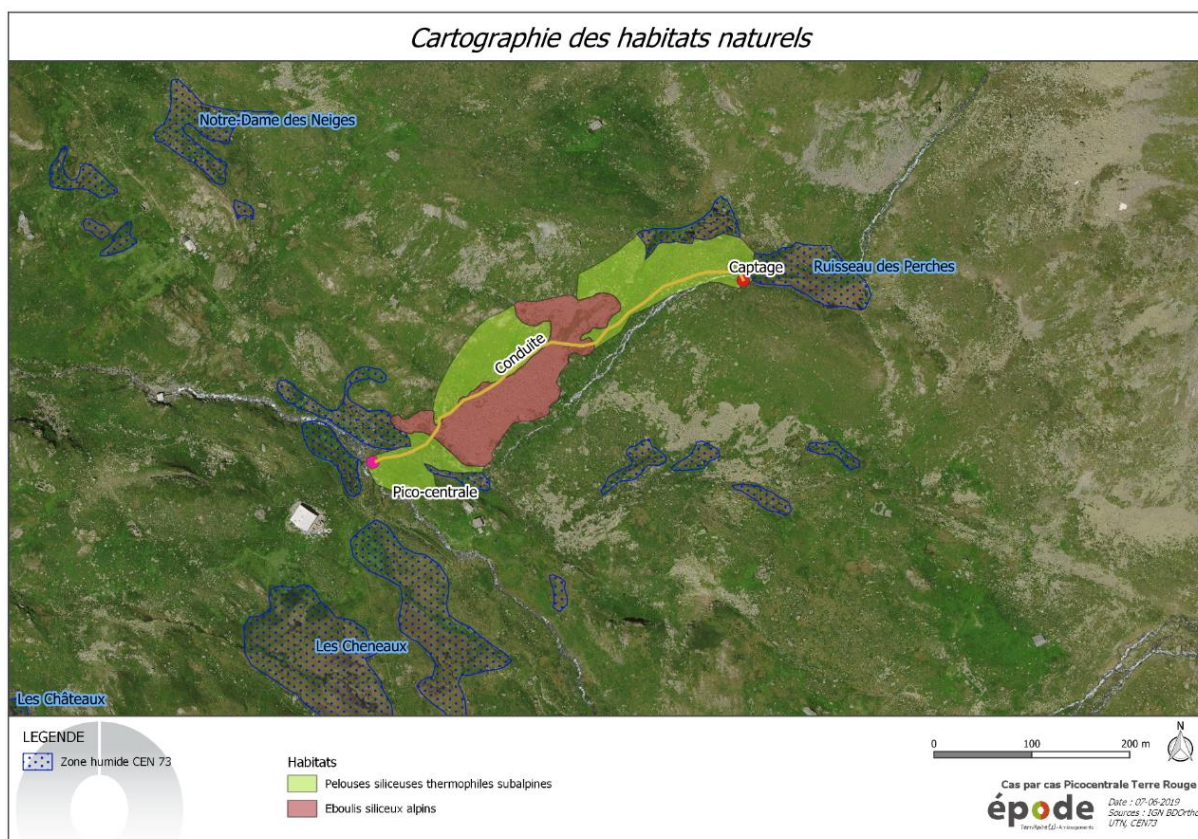 Cartographie des habitats naturels
Notre-Dame des Neiges
Captage
Ruisseau des Perches
Conduite
Pico-centrale
Les Cheneaux
Les Châteaux
LEGENDE
Zone humide CEN 73
Habitats
Pelouses siliceuses thermophiles subalpines
Eboulis siliceux alpins
0 100 200 m
N
Cas par cas Picocentrale Terre Rouge
épode
Date : 07-06-2019
Sources : IGN BDOrtho
UTN, CEN73